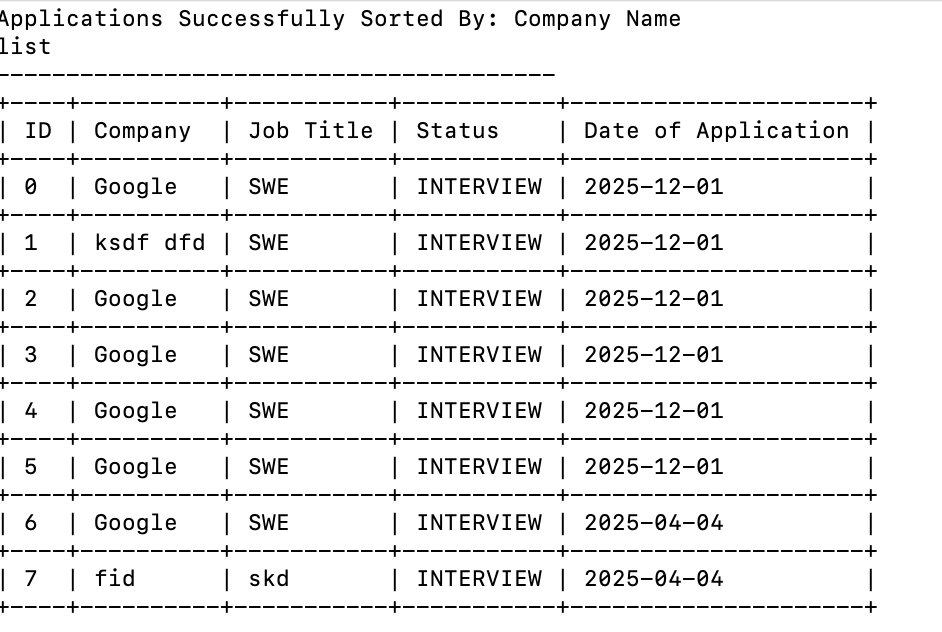 Applications Successfully Sorted By: Company Name
list
----------------------------------------
+----+----------+-----------+-----------+---------------------+
| ID | Company  | Job Title | Status    | Date of Application |
+----+----------+-----------+-----------+---------------------+
| 0  | Google   | SWE       | INTERVIEW | 2025-12-01          |
+----+----------+-----------+-----------+---------------------+
| 1  | ksdf dfd | SWE       | INTERVIEW | 2025-12-01          |
+----+----------+-----------+-----------+---------------------+
| 2  | Google   | SWE       | INTERVIEW | 2025-12-01          |
+----+----------+-----------+-----------+---------------------+
| 3  | Google   | SWE       | INTERVIEW | 2025-12-01          |
+----+----------+-----------+-----------+---------------------+
| 4  | Google   | SWE       | INTERVIEW | 2025-12-01          |
+----+----------+-----------+-----------+---------------------+
| 5  | Google   | SWE       | INTERVIEW | 2025-12-01          |
+----+----------+-----------+-----------+---------------------+
| 6  | Google   | SWE       | INTERVIEW | 2025-04-04          |
+----+----------+-----------+-----------+---------------------+
| 7  | fid      | skd       | INTERVIEW | 2025-04-04          |
+----+----------+-----------+-----------+---------------------+